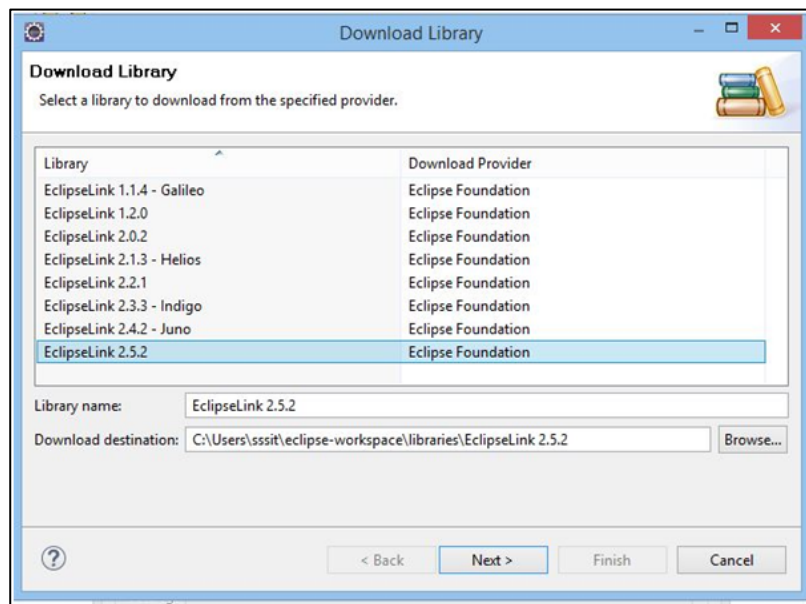 Download Library
Download Library
Select a library to download from the specified provider.
Library Download Provider
EclipseLink 1.1.4 - Galileo Eclipse Foundation
EclipseLink 1.2.0 Eclipse Foundation
EclipseLink 2.0.2 Eclipse Foundation
EclipseLink 2.1.3 - Helios Eclipse Foundation
EclipseLink 2.2.1 Eclipse Foundation
EclipseLink 2.3.3 - Indigo Eclipse Foundation
EclipseLink 2.4.2 - Juno Eclipse Foundation
EclipseLink 2.5.2 Eclipse Foundation
Library name: EclipseLink 2.5.2
Download destination: C:\Users\sssit\eclipse-workspace\libraries\EclipseLink 2.5.2 Browse...
? < Back Next > Finish Cancel